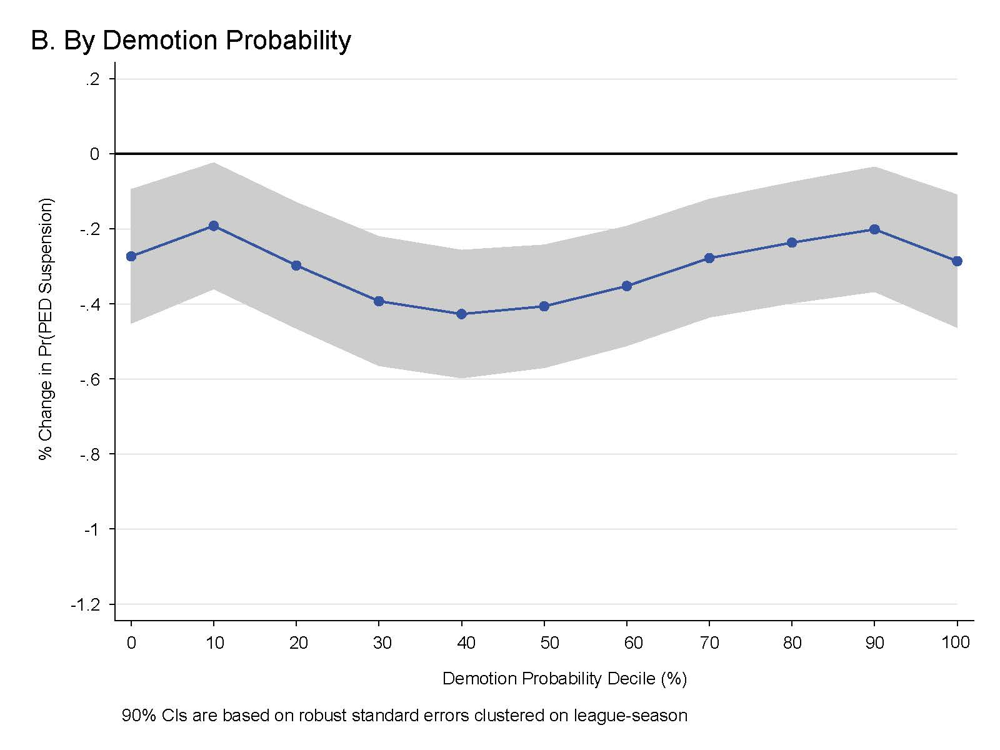 B. By Demotion Probability
.2
0
-.2
-.4
-.6
-.8
-1
-1.2
% Change in Pr(PED Suspension)
0 10 20 30 40 50 60 70 80 90 100
Demotion Probability Decile (%)
90% CIs are based on robust standard errors clustered on league-season